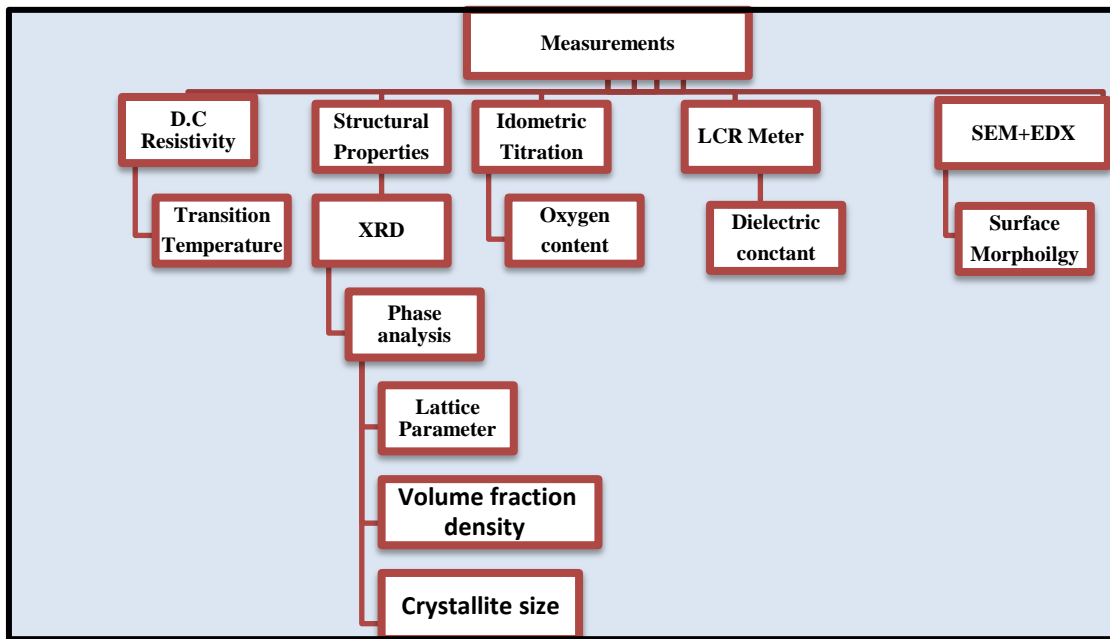 Measurements
D.C
Resistivity
Structural
Properties
Idometric
Titration
LCR Meter
SEM+EDX
Transition
Temperature
XRD
Oxygen
content
Dielectric
conctant
Surface
Morphoilgy
Phase
analysis
Lattice
Parameter
Volume fraction
density
Crystallite size